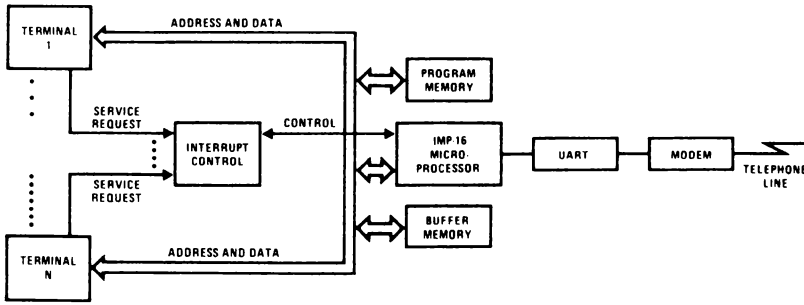 TERMINAL
1
ADDRESS AND DATA
PROGRAM
MEMORY
SERVICE
REQUEST
INTERRUPT
CONTROL
CONTROL
IMP-16
MICRO-
PROCESSOR
UART
MODEM
TELEPHONE
LINE
SERVICE
REQUEST
BUFFER
MEMORY
TERMINAL
N
ADDRESS AND DATA